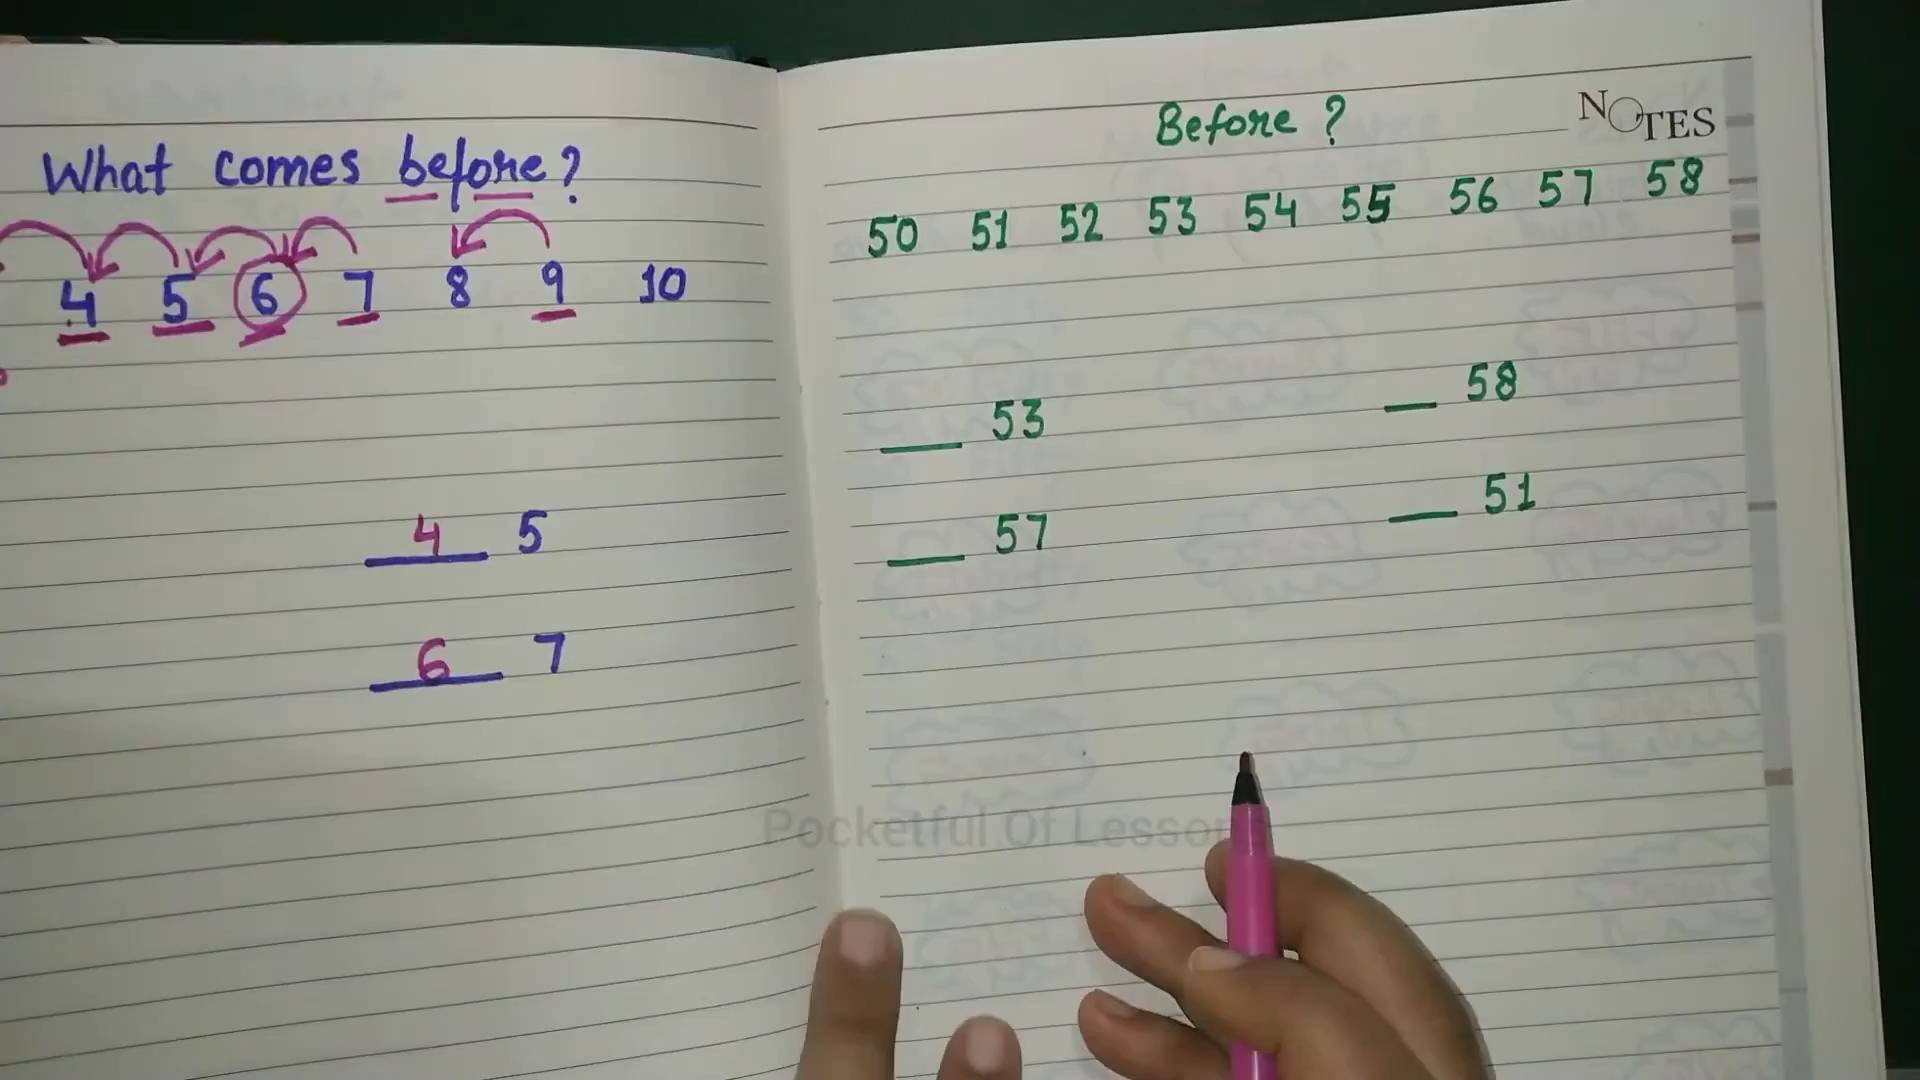 What comes before?
4 5 6 7 8 9 10
4 5
6 7
NOTES
Before ?
50 51 52 53 54 55 56 57 58
__ 53 __ 58
__ 57 __ 51
Pocketful Of Lesson